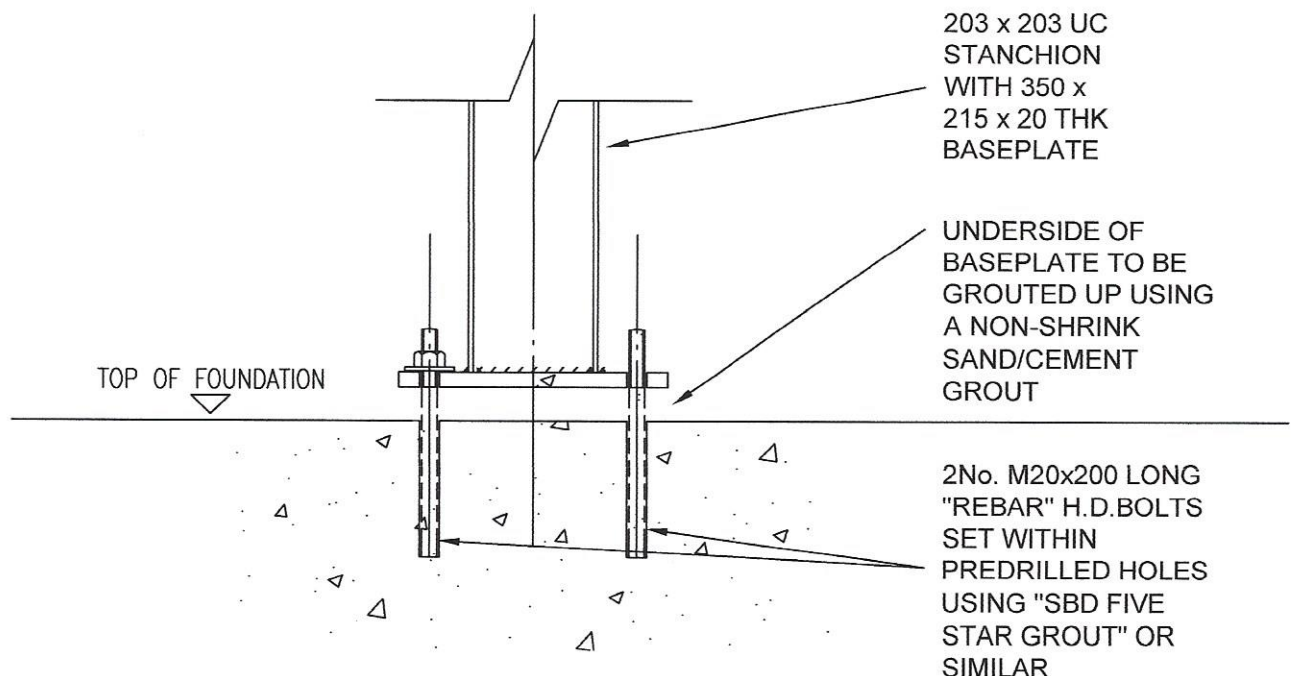 203 x 203 UC
STANCHION
WITH 350 x
215 x 20 THK
BASEPLATE
UNDERSIDE OF
BASEPLATE TO BE
GROUTED UP USING
A NON-SHRINK
SAND/CEMENT
GROUT
TOP OF FOUNDATION
2No. M20x200 LONG
"REBAR" H.D.BOLTS
SET WITHIN
PREDRILLED HOLES
USING "SBD FIVE
STAR GROUT" OR
SIMILAR